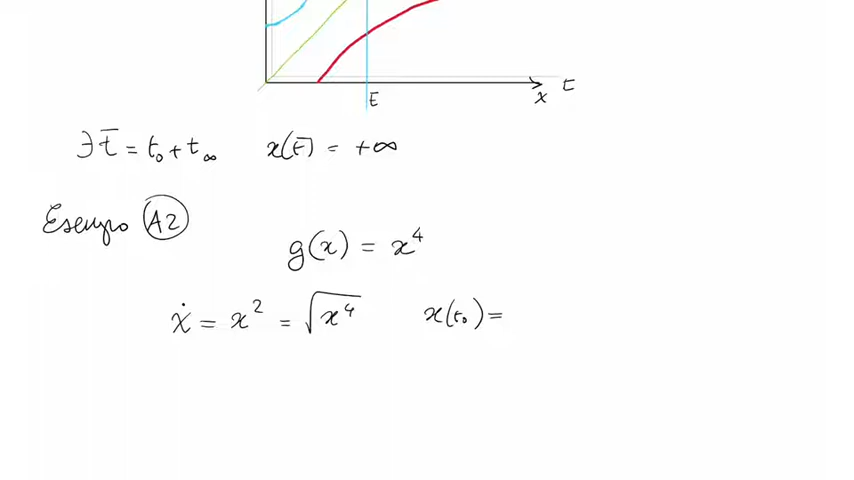 t̄
x t
∃ t̄ = t₀ + t∞ x(t̄) = +∞
Esempio A2
g(x) = x⁴
ẋ = x² = √x⁴ x(t₀) =